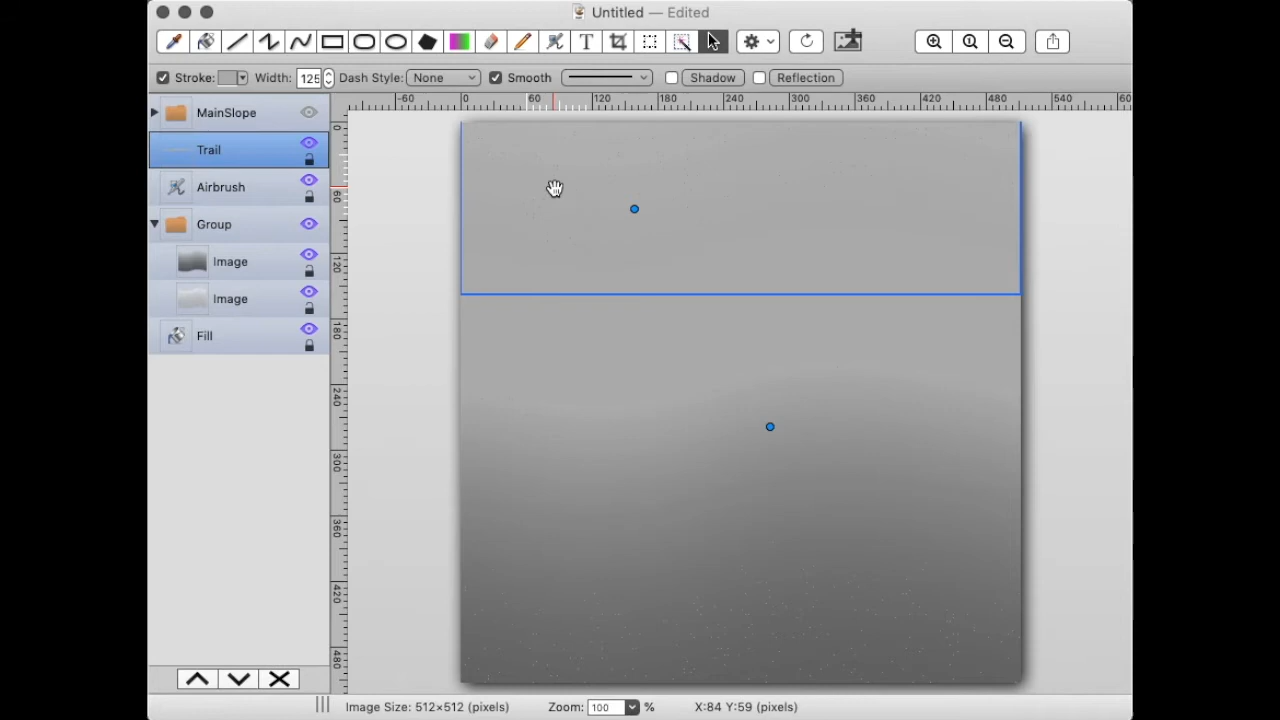 Untitled — Edited
T
Stroke: Width: 125 Dash Style: None Smooth Shadow Reflection
-60 0 60 120 180 240 300 360 420 480 540 60
MainSlope
Trail
Airbrush
Group
Image
Image
Fill
0
60
120
180
240
300
360
420
480
Image Size: 512×512 (pixels) Zoom: 100 % X:84 Y:59 (pixels)